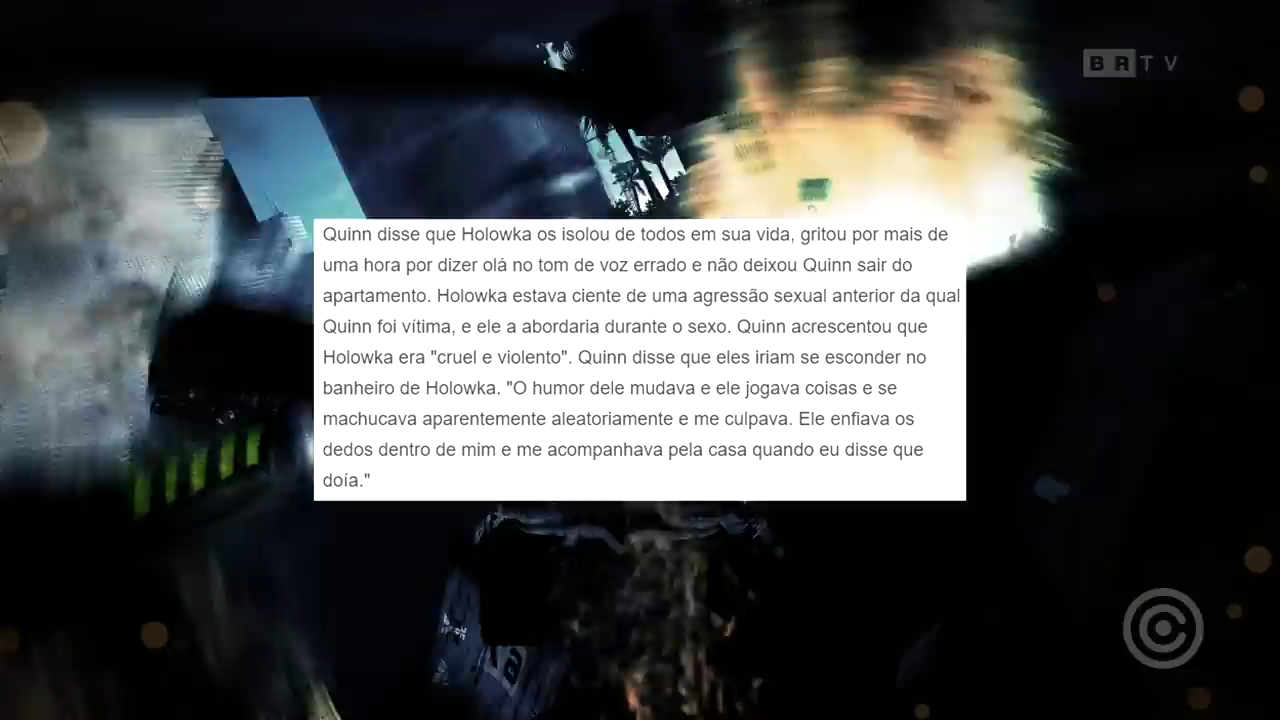 BRTV
Quinn disse que Holowka os isolou de todos em sua vida, gritou por mais de
uma hora por dizer olá no tom de voz errado e não deixou Quinn sair do
apartamento. Holowka estava ciente de uma agressão sexual anterior da qual
Quinn foi vítima, e ele a abordaria durante o sexo. Quinn acrescentou que
Holowka era "cruel e violento". Quinn disse que eles iriam se esconder no
banheiro de Holowka. "O humor dele mudava e ele jogava coisas e se
machucava aparentemente aleatoriamente e me culpava. Ele enfiava os
dedos dentro de mim e me acompanhava pela casa quando eu disse que
doía."